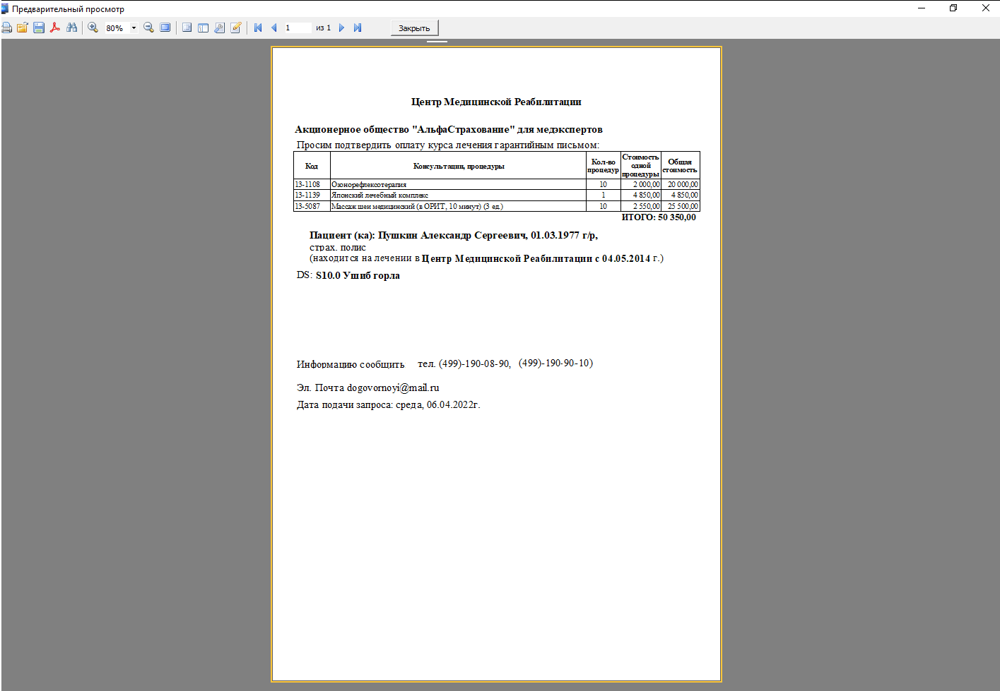 Предварительный просмотр
80% 1 из 1 Закрыть
Центр Медицинской Реабилитации
Акционерное общество "АльфаСтрахование" для медэкспертов
Просим подтвердить оплату курса лечения гарантийным письмом:
Код Консультации, процедуры Кол-во процедур Стоимость одной процедуры Общая стоимость
13-1108 Озонорефлексотерапия 10 2 000,00 20 000,00
13-1139 Японский лечебный комплекс 1 4 850,00 4 850,00
13-5087 Массаж шеи медицинский (в ОРИТ, 10 минут) (3 ед.) 10 2 550,00 25 500,00
ИТОГО: 50 350,00
Пациент (ка): Пушкин Александр Сергеевич, 01.03.1977 г/р,
страх. полис
(находится на лечении в Центр Медицинской Реабилитации с 04.05.2014 г.)
DS: S10.0 Ушиб горла
Информацию сообщить тел. (499)-190-08-90, (499)-190-90-10)
Эл. Почта dogovornoyi@mail.ru
Дата подачи запроса: среда, 06.04.2022г.